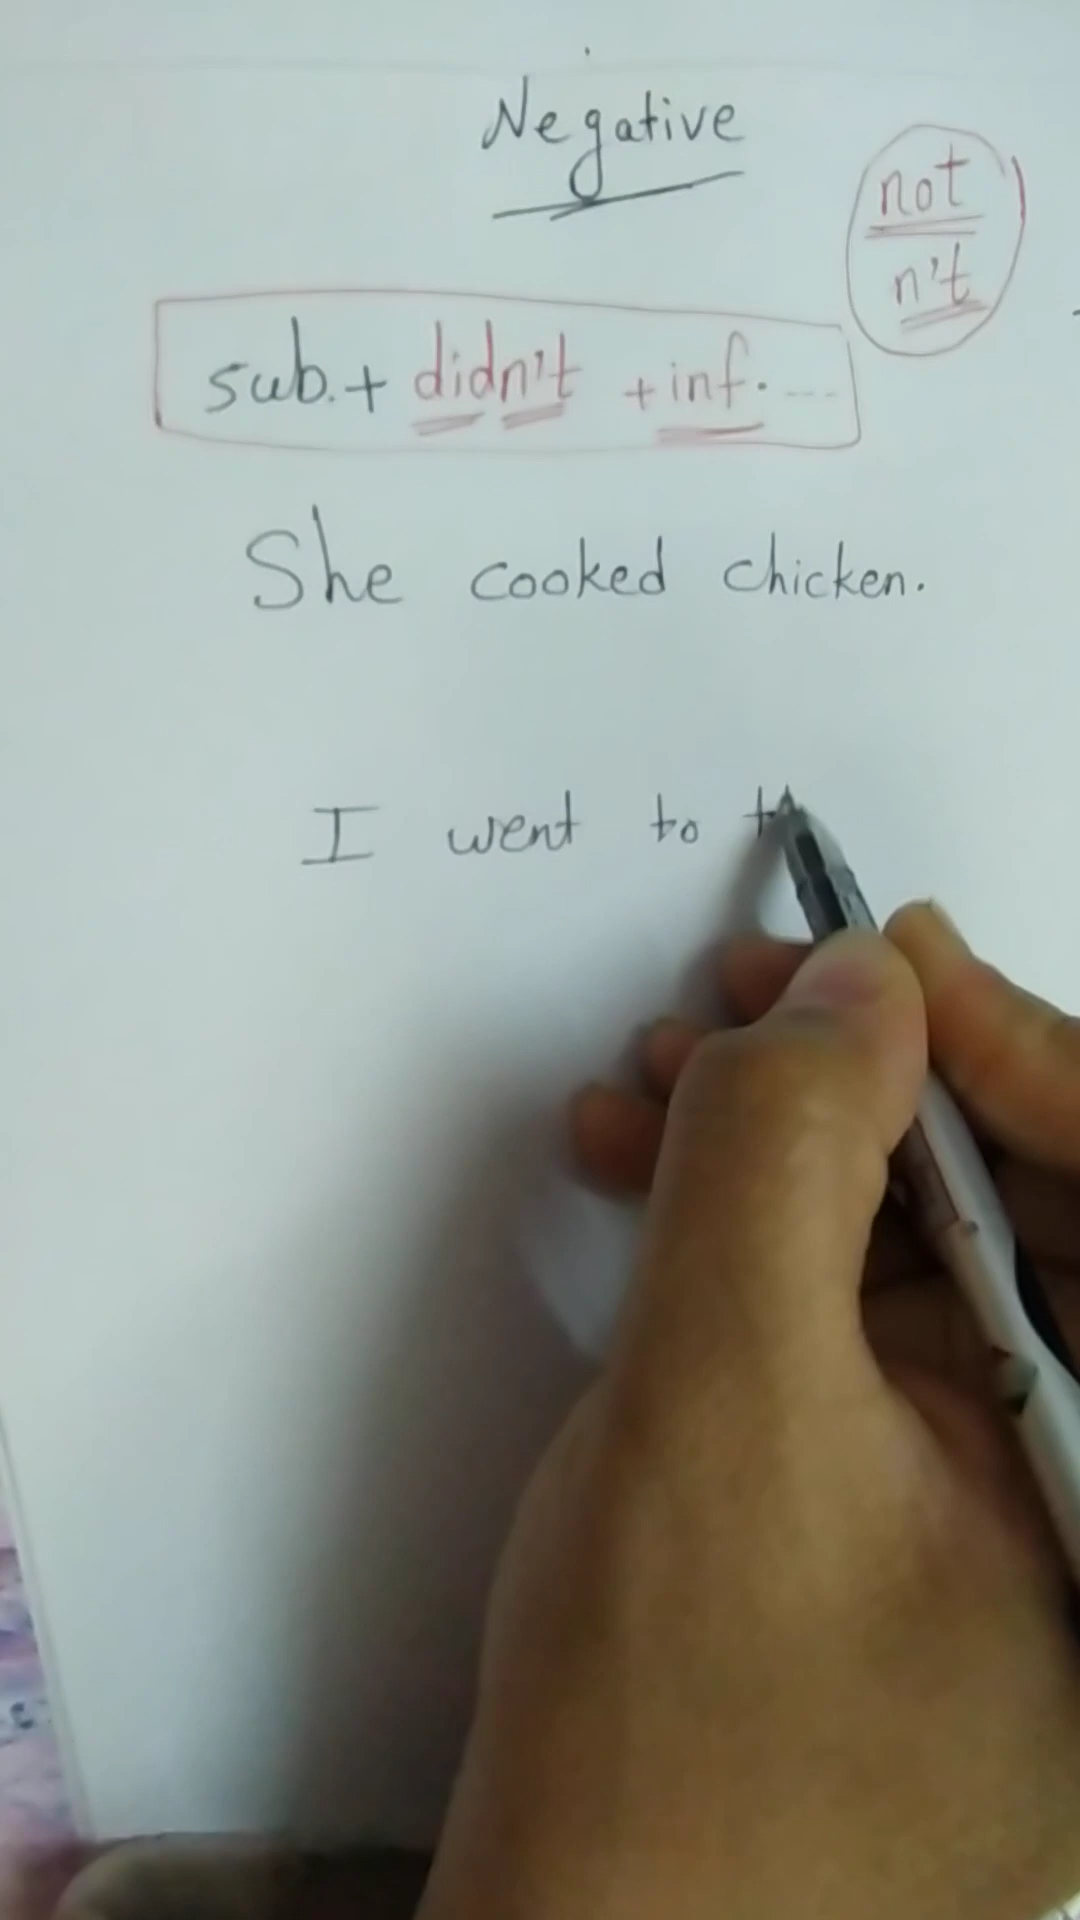 Negative
not
n't
sub. + didn't + inf. ....
She cooked chicken.
I went to